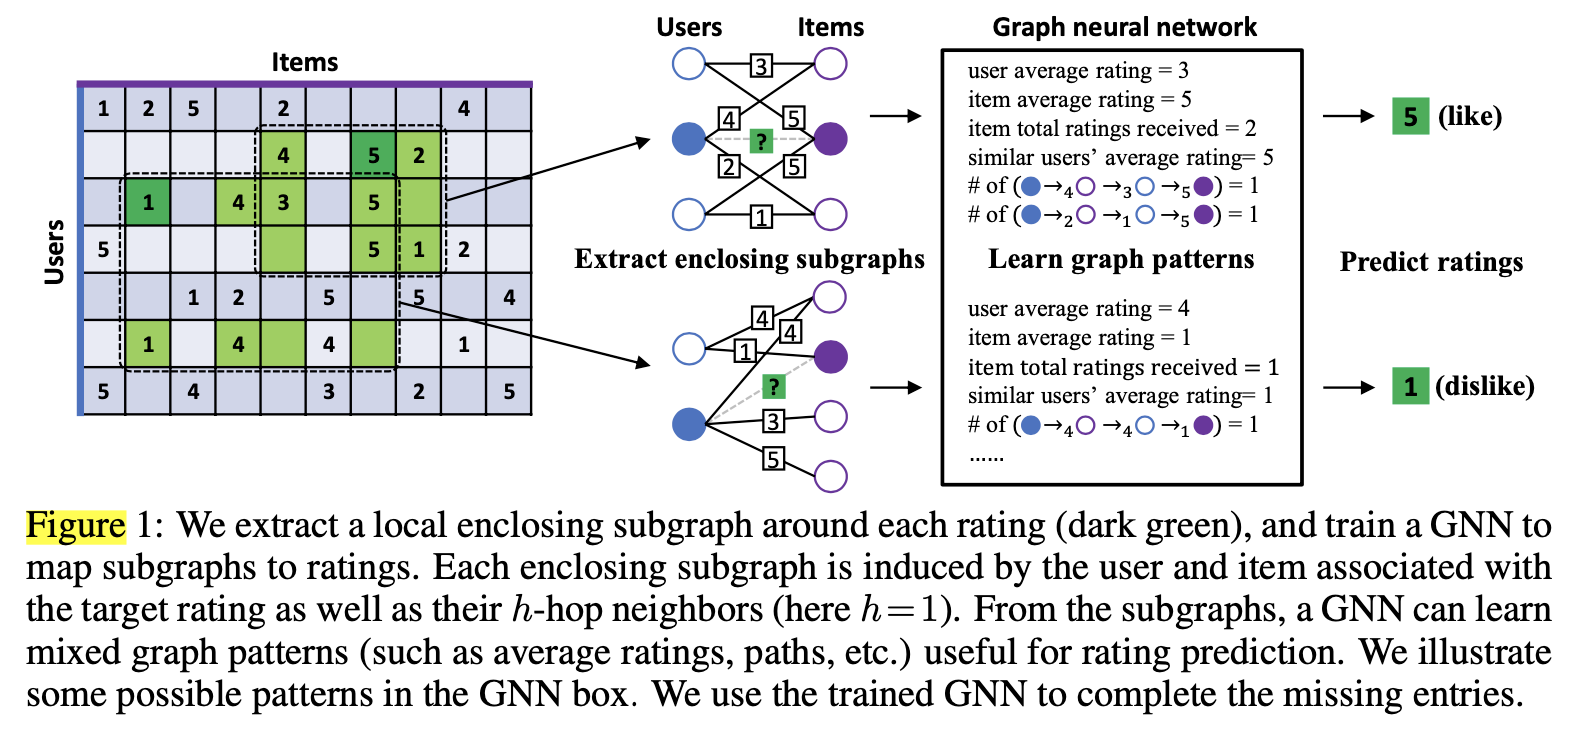 Items
Users
1 2 5 2 4
4 5 2
1 4 3 5
5 5 1 2
1 2 5 5 4
1 4 4 1
5 4 3 2 5
Users Items
3
4 5
?
2 5
1
Extract enclosing subgraphs
4
4
1
?
3
5
Graph neural network
user average rating = 3
item average rating = 5
item total ratings received = 2
similar users’ average rating= 5
# of ( →4 →3 →5 ) = 1
# of ( →2 →1 →5 ) = 1
Learn graph patterns
user average rating = 4
item average rating = 1
item total ratings received = 1
similar users’ average rating= 1
# of ( →4 →4 →1 ) = 1
......
5 (like)
Predict ratings
1 (dislike)
Figure 1: We extract a local enclosing subgraph around each rating (dark green), and train a GNN to
map subgraphs to ratings. Each enclosing subgraph is induced by the user and item associated with
the target rating as well as their h-hop neighbors (here h=1). From the subgraphs, a GNN can learn
mixed graph patterns (such as average ratings, paths, etc.) useful for rating prediction. We illustrate
some possible patterns in the GNN box. We use the trained GNN to complete the missing entries.